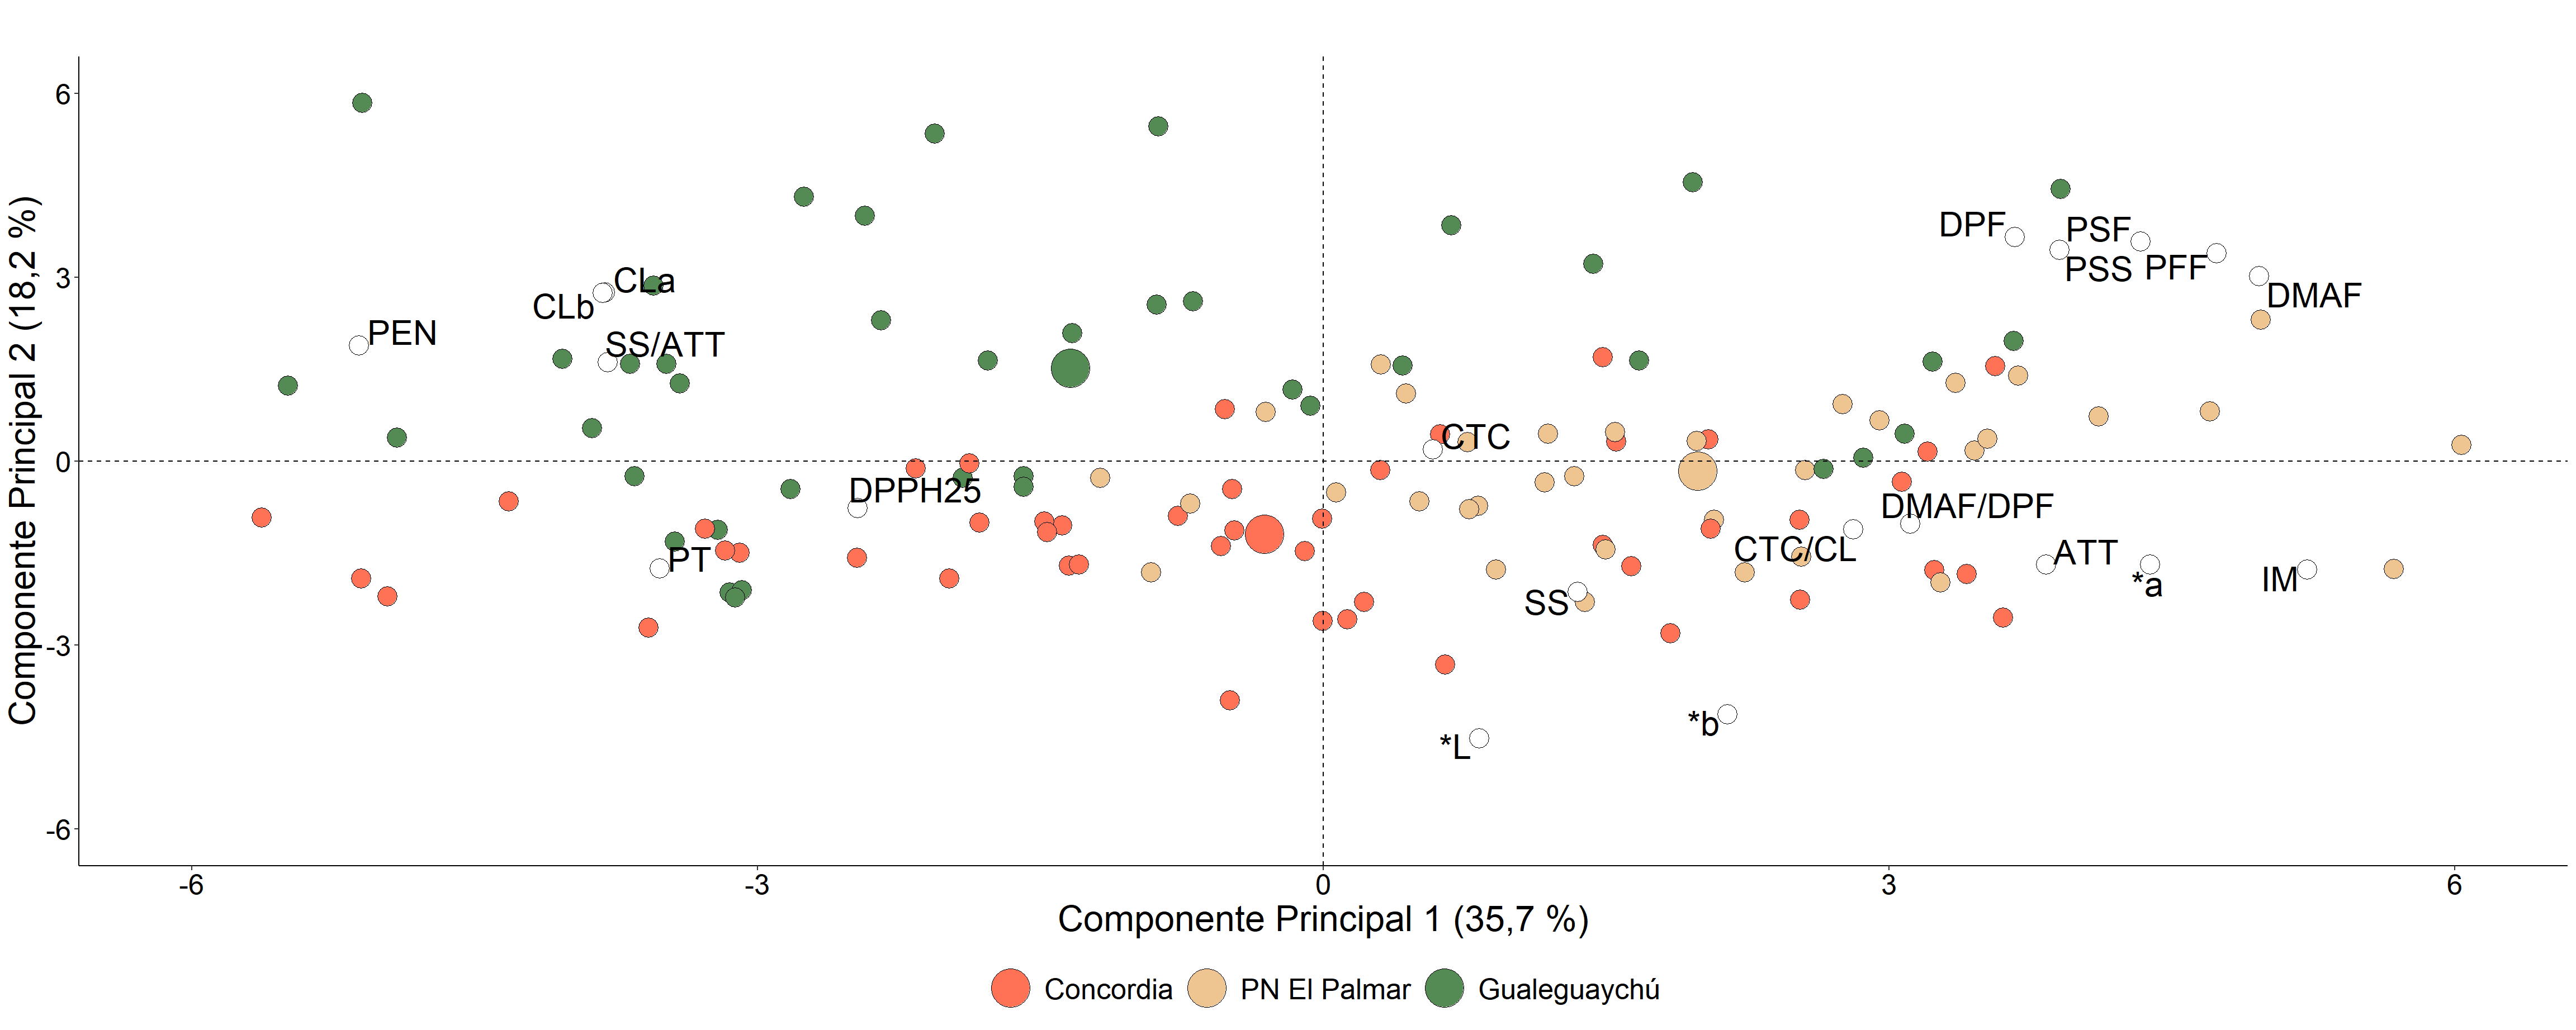 Componente Principal 2 (18,2 %)
6
3
0
-3
-6
DPF
PSF
PSS
PFF
DMAF
CLa
CLb
PEN
SS/ATT
CTC
DPPH25
DMAF/DPF
PT
CTC/CL
ATT
*a
IM
SS
*b
*L
-6
-3
0
3
6
Componente Principal 1 (35,7 %)
Concordia
PN El Palmar
Gualeguaychú